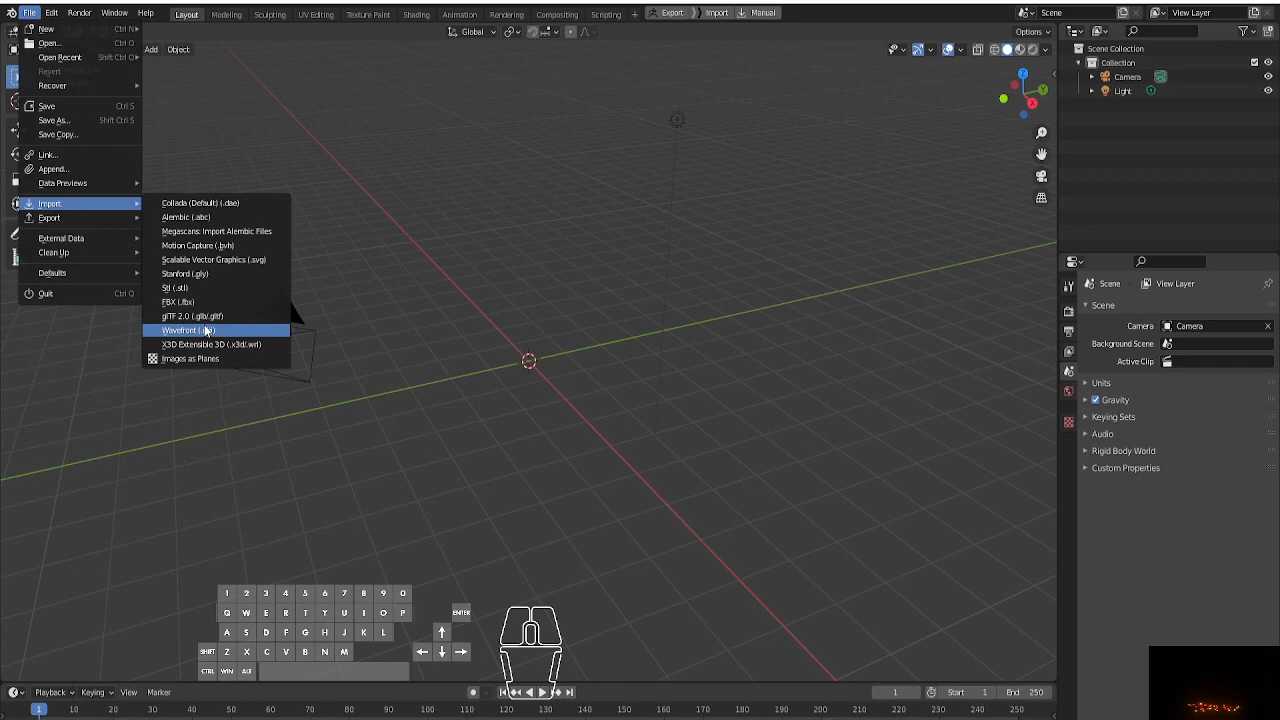 File Edit Render Window Help Layout Modeling Sculpting UV Editing Texture Paint Shading Animation Rendering Compositing Scripting + Export Import Manual Scene View Layer
New Ctrl N
Open... Ctrl O
Open Recent Shift Ctrl O
Revert
Recover
Save Ctrl S
Save As... Shift Ctrl S
Save Copy...
Link...
Append...
Data Previews
Import
Export
External Data
Clean Up
Defaults
Quit Ctrl Q
Collada (Default) (.dae)
Alembic (.abc)
Megascans: Import Alembic Files
Motion Capture (.bvh)
Scalable Vector Graphics (.svg)
Stanford (.ply)
Stl (.stl)
FBX (.fbx)
glTF 2.0 (.glb/.gltf)
Wavefront
X3D Extensible 3D (.x3d/.wrl)
Images as Planes
Add Object
Global
Options
Z
Y
X
Scene Collection
Collection
Camera
Light
Scene View Layer
Scene
Camera Camera
Background Scene
Active Clip
Units
Gravity
Keying Sets
Audio
Rigid Body World
Custom Properties
1 2 3 4 5 6 7 8 9 0
Q W E R T Y U I O P ENTER
A S D F G H J K L
SHIFT Z X C V B N M
CTRL WIN ALT
Playback Keying View Marker 1 Start 1 End 250
1 10 20 30 40 50 60 70 80 90 100 110 120 130 140 150 160 170 180 190 200 210 220 230 240 250